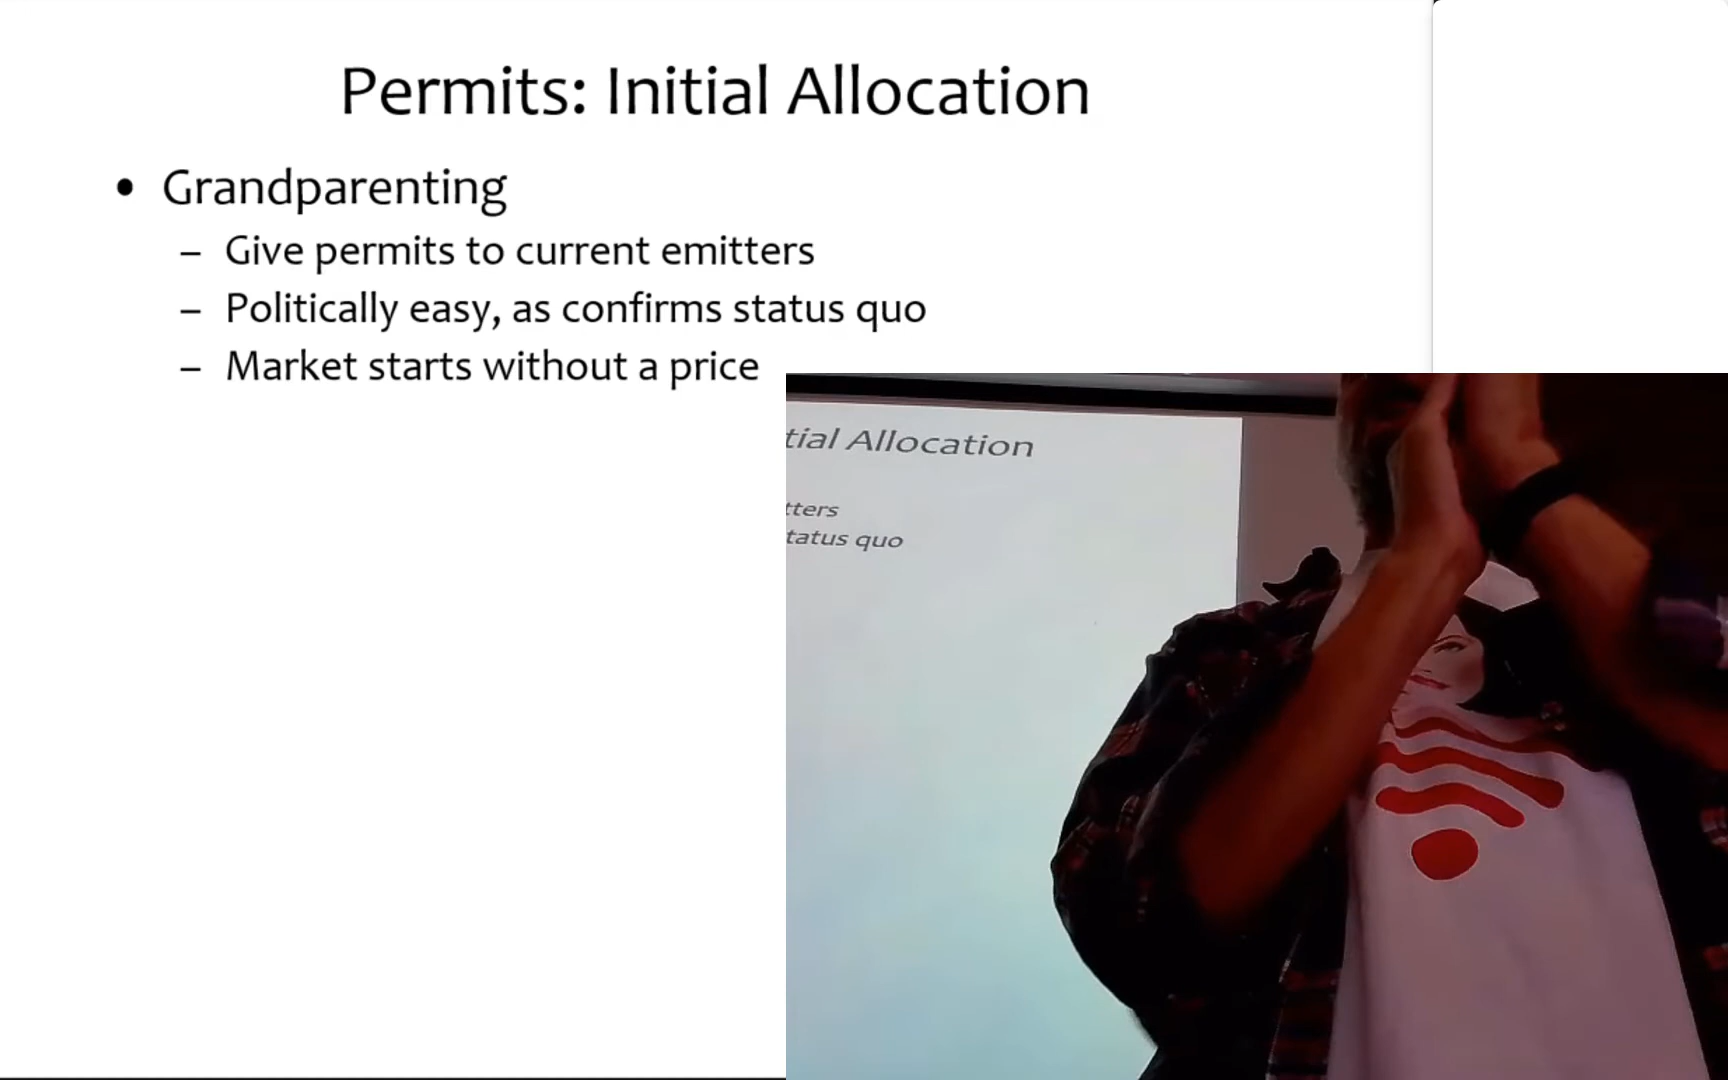 Permits: Initial Allocation
• Grandparenting
– Give permits to current emitters
– Politically easy, as confirms status quo
– Market starts without a price
tial Allocation
tters
tatus quo